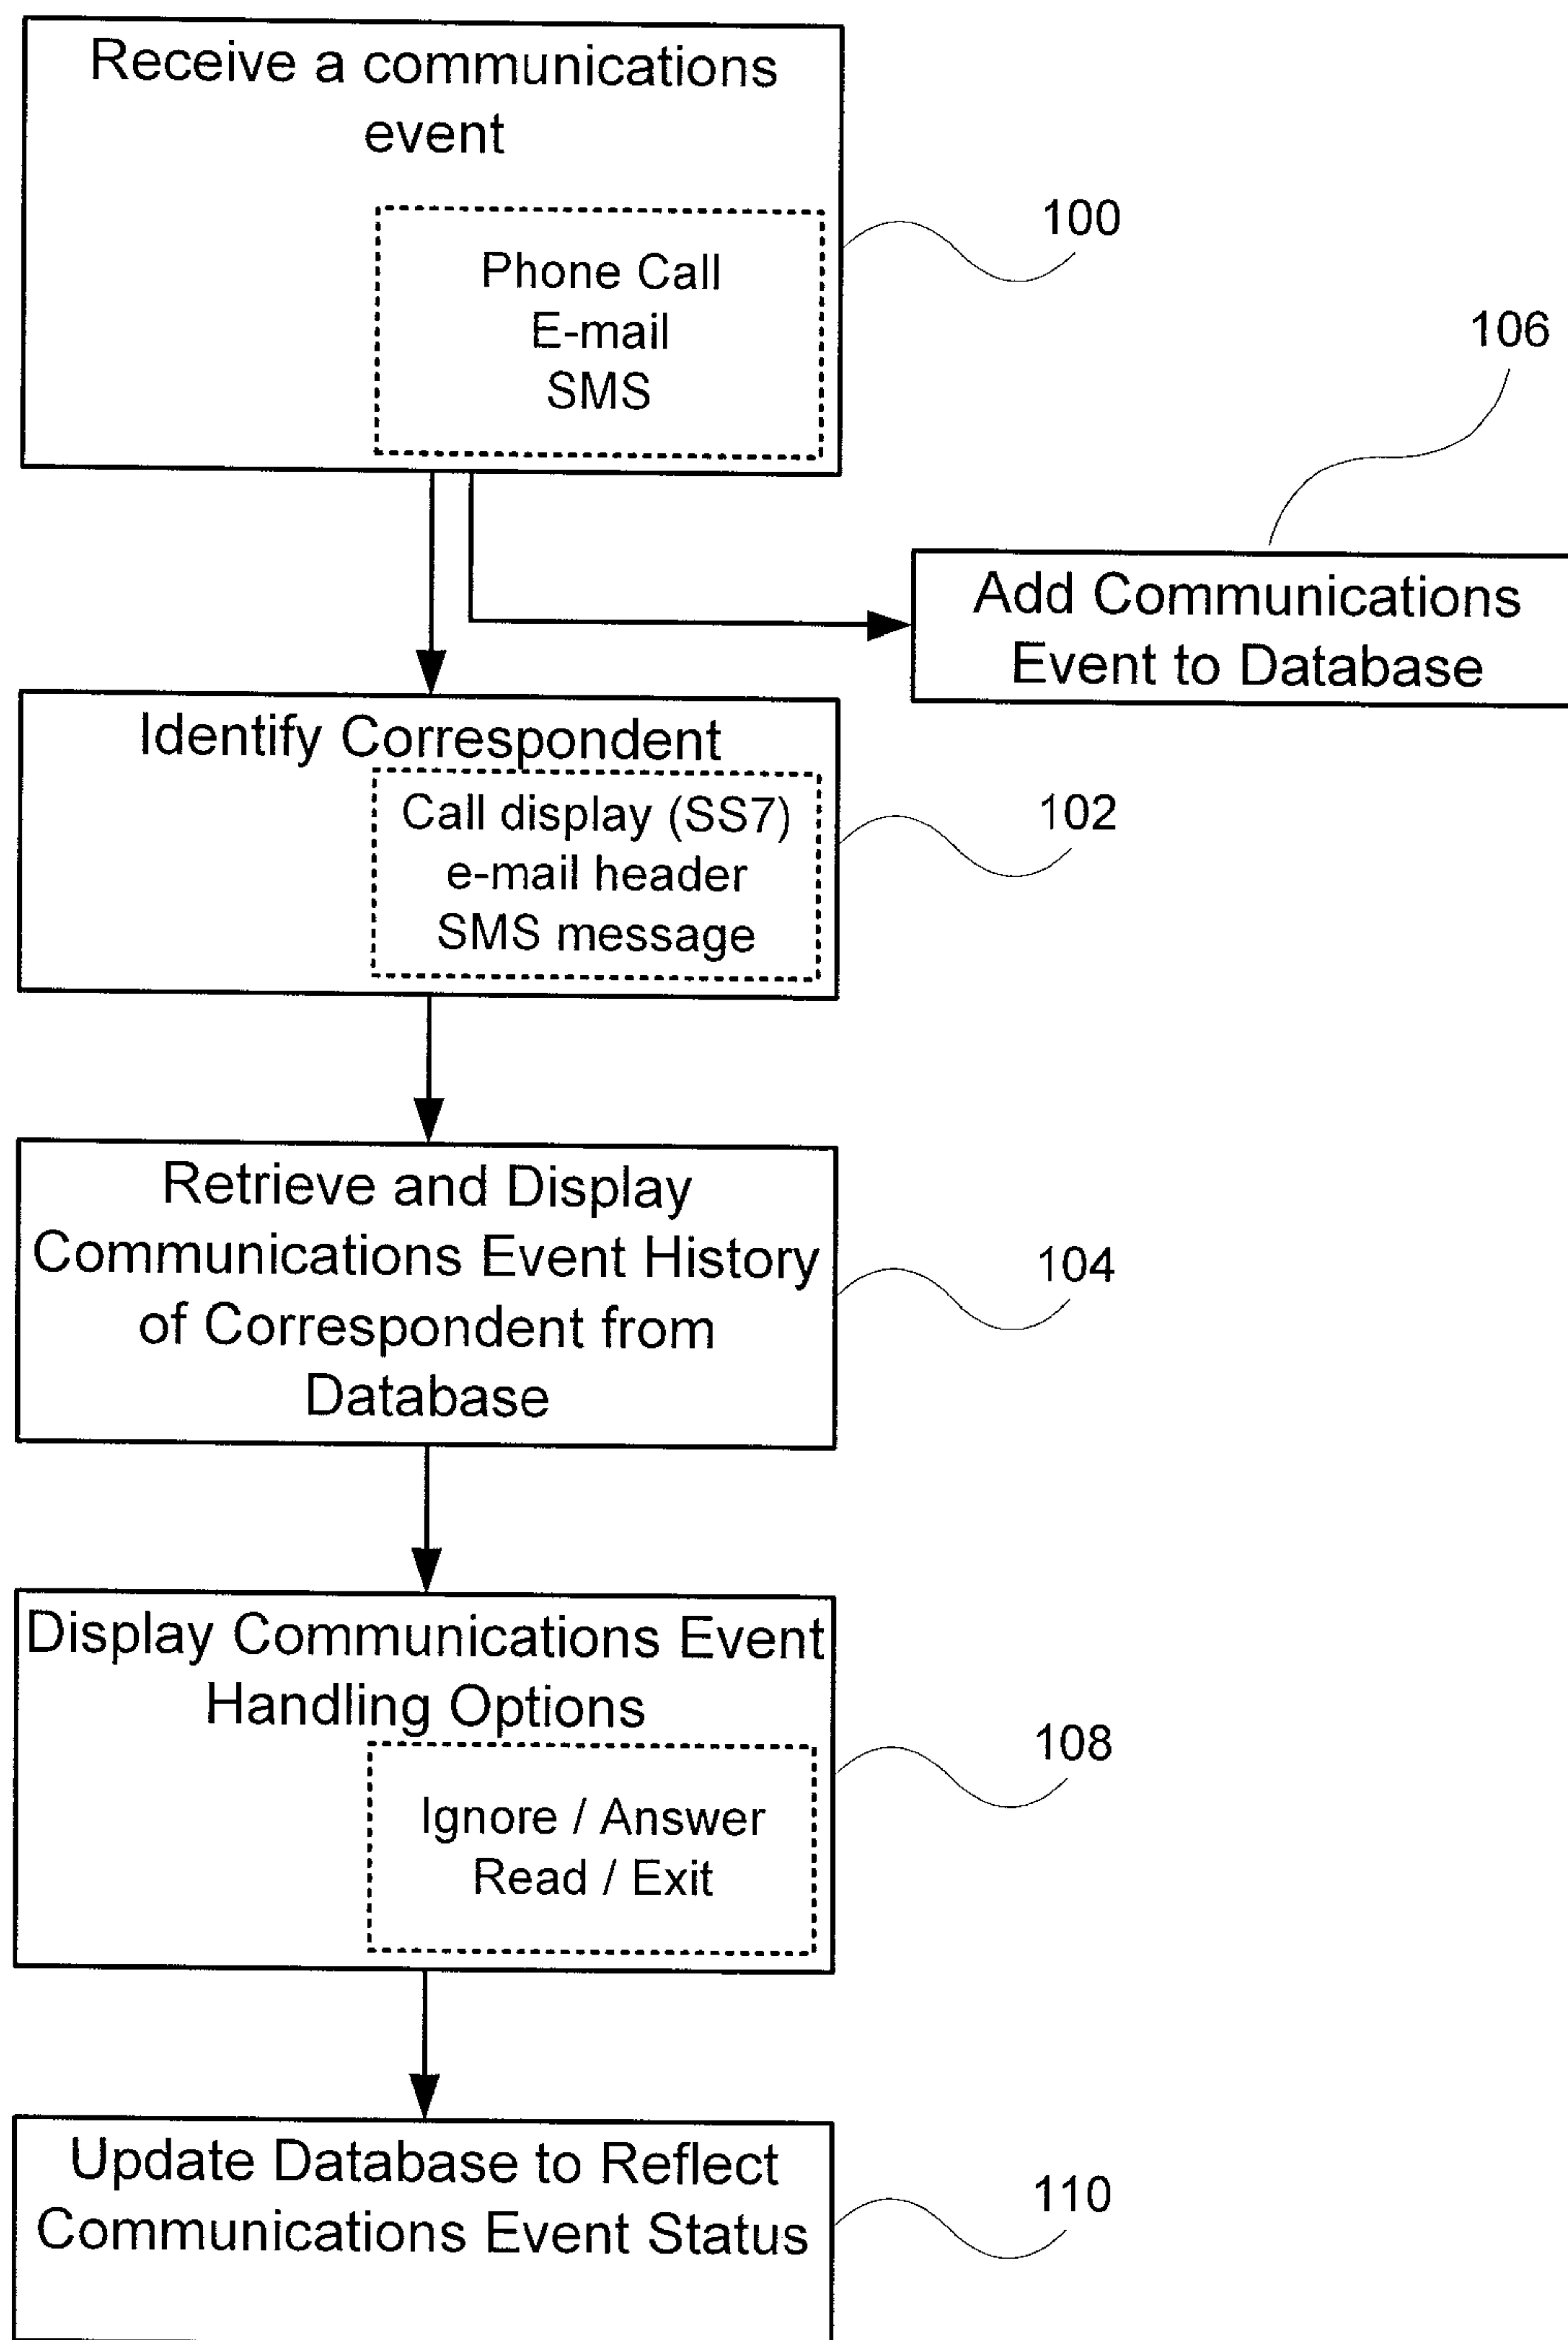 Receive a communications
event
Phone Call
E-mail
SMS
100
106
Add Communications
Event to Database
Identify Correspondent
Call display (SS7)
e-mail header
SMS message
102
Retrieve and Display
Communications Event History
of Correspondent from
Database
104
Display Communications Event
Handling Options
Ignore / Answer
Read / Exit
108
Update Database to Reflect
Communications Event Status
110